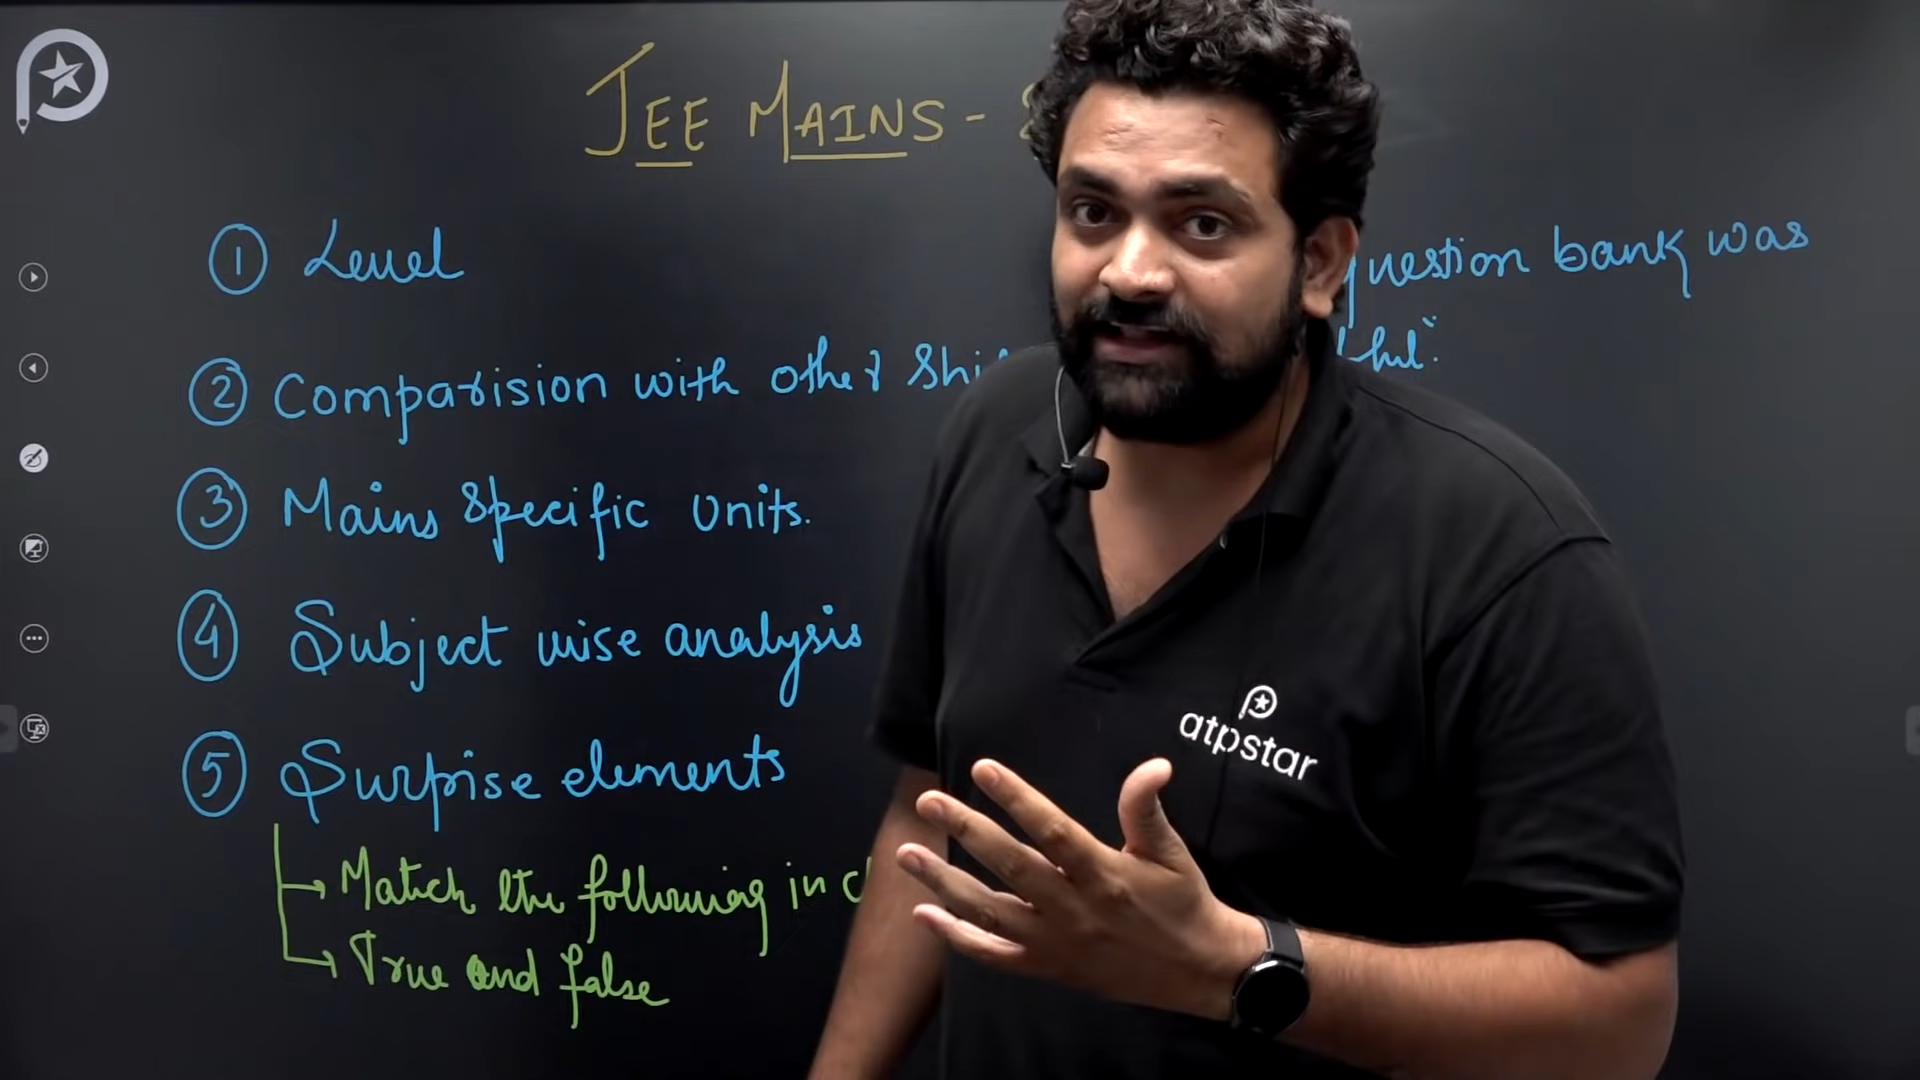 JEE MAINS -
① Level
question bank was
② Comparision with other Shi
③ Mains Specific Units.
④ Subject wise analysis
⑤ Surprise elements
→ Match the following in c
→ True and false
atpstar